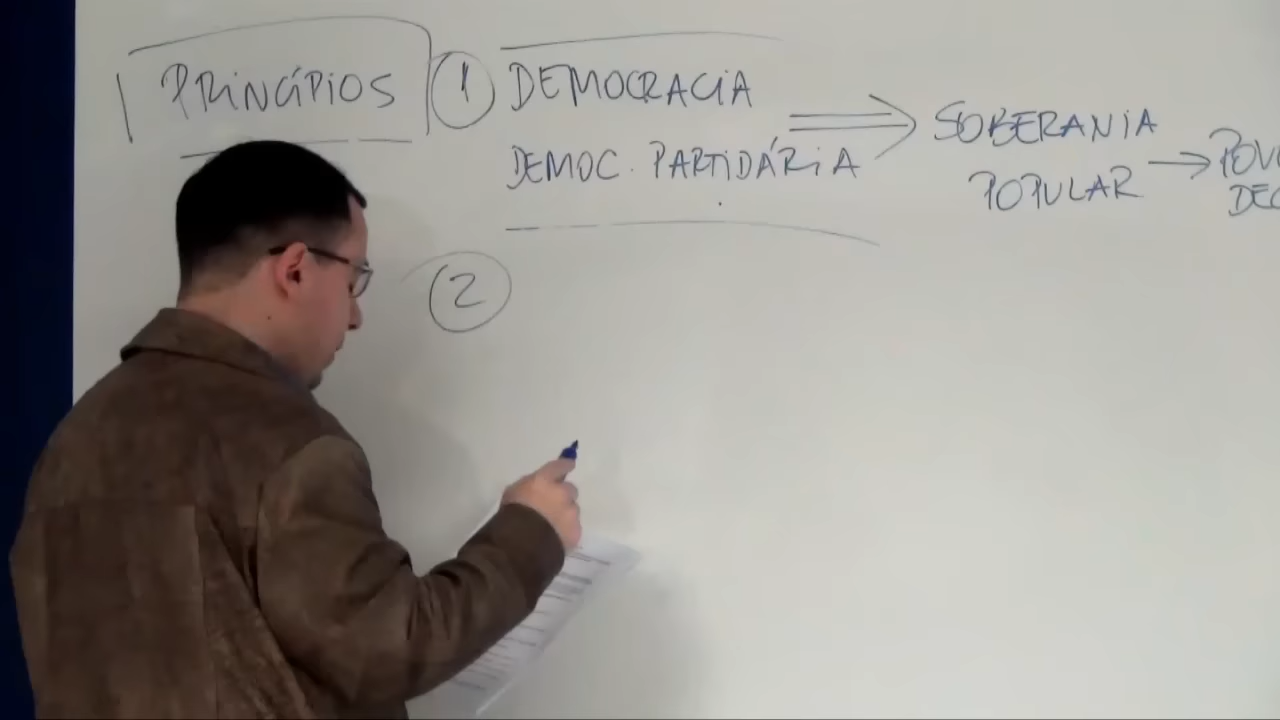 PRINCÍPIOS
1 DEMOCRACIA
DEMOC. PARTIDÁRIA
SOBERANIA
POPULAR
2